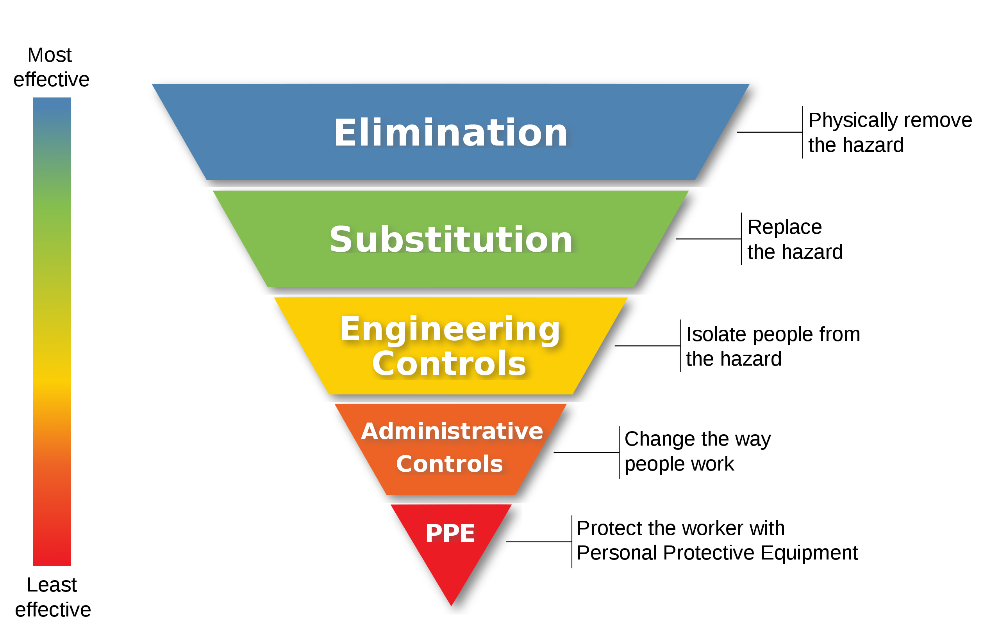 Most
effective
Elimination
Physically remove
the hazard
Substitution
Replace
the hazard
Engineering
Controls
Isolate people from
the hazard
Administrative
Controls
Change the way
people work
PPE
Protect the worker with
Personal Protective Equipment
Least
effective